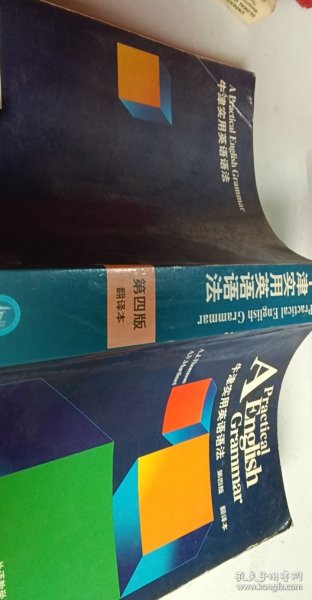 A Practical English Grammar
牛津实用英语语法
津实用英语语法
Practical English Grammar
第四版
翻译本
A
Practical
English
Grammar
牛津实用英语语法
第四版 翻译本
A.J.Thomson
A.V.Martinet
孔夫子旧书网